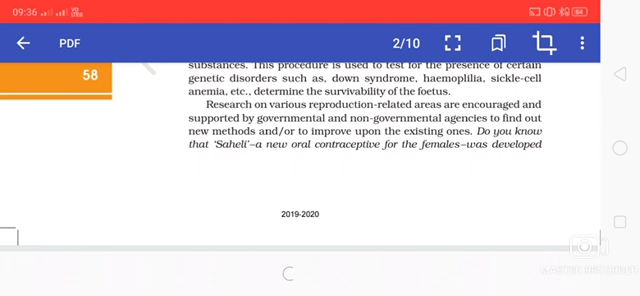 09:36
64
PDF
2/10
58
substances. This procedure is used to test for the presence of certain
genetic disorders such as, down syndrome, haemoplilia, sickle-cell
anemia, etc., determine the survivability of the foetus.
Research on various reproduction-related areas are encouraged and
supported by governmental and non-governmental agencies to find out
new methods and/or to improve upon the existing ones. Do you know
that ‘Saheli’–a new oral contraceptive for the females–was developed
2019-2020